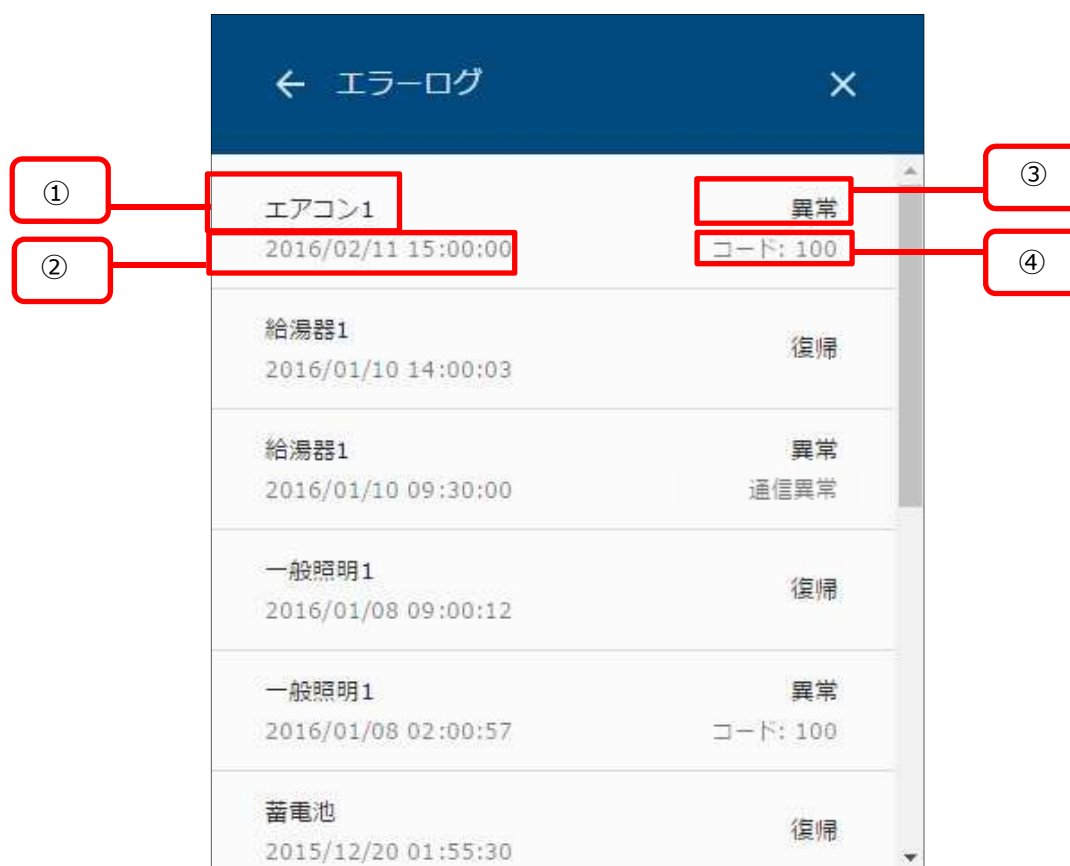 ← エラーログ ×
① ③
エアコン1 異常
2016/02/11 15:00:00 コード: 100
② ④
給湯器1 復帰
2016/01/10 14:00:03
給湯器1 異常
2016/01/10 09:30:00 通信異常
一般照明1 復帰
2016/01/08 09:00:12
一般照明1 異常
2016/01/08 02:00:57 コード: 100
蓄電池 復帰
2015/12/20 01:55:30